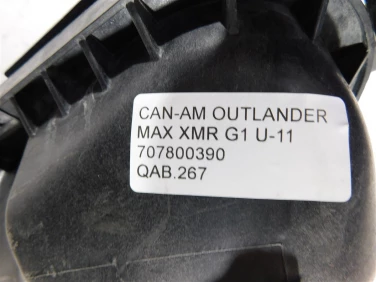 CAN-AM OUTLANDER
MAX XMR G1 U-11
707800390
QAB.267